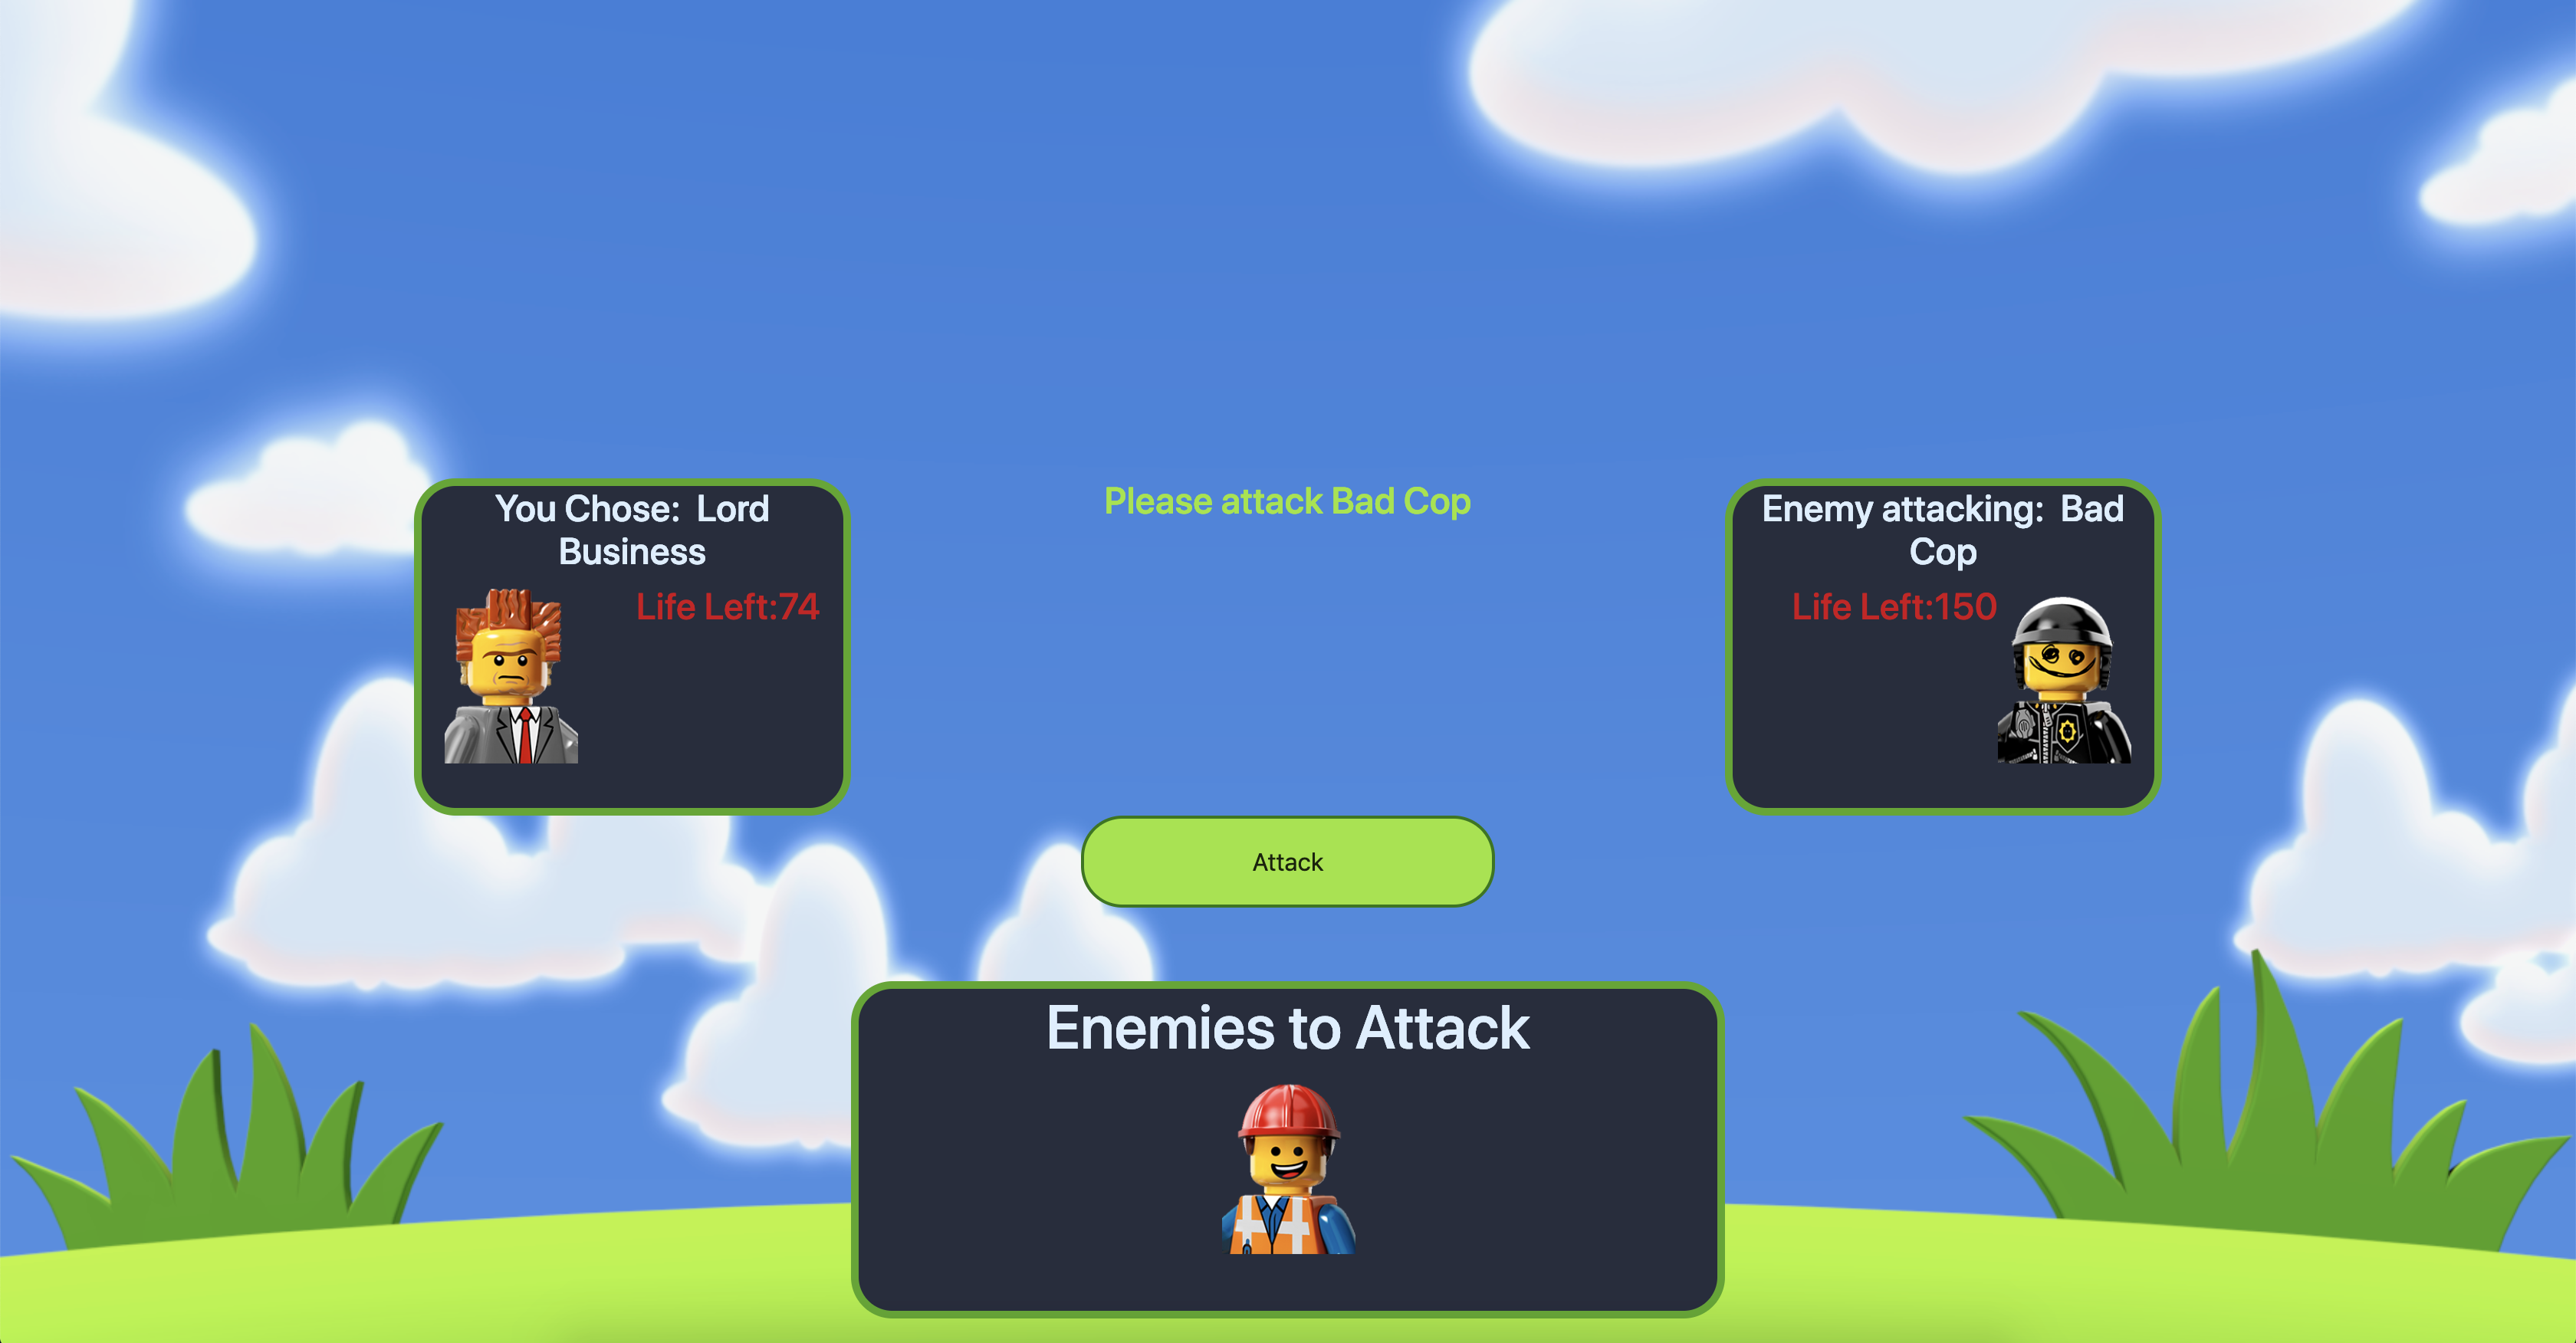 You Chose:  Lord
Business
Life Left:74
Please attack Bad Cop
Enemy attacking:  Bad
Cop
Life Left:150
Attack
Enemies to Attack